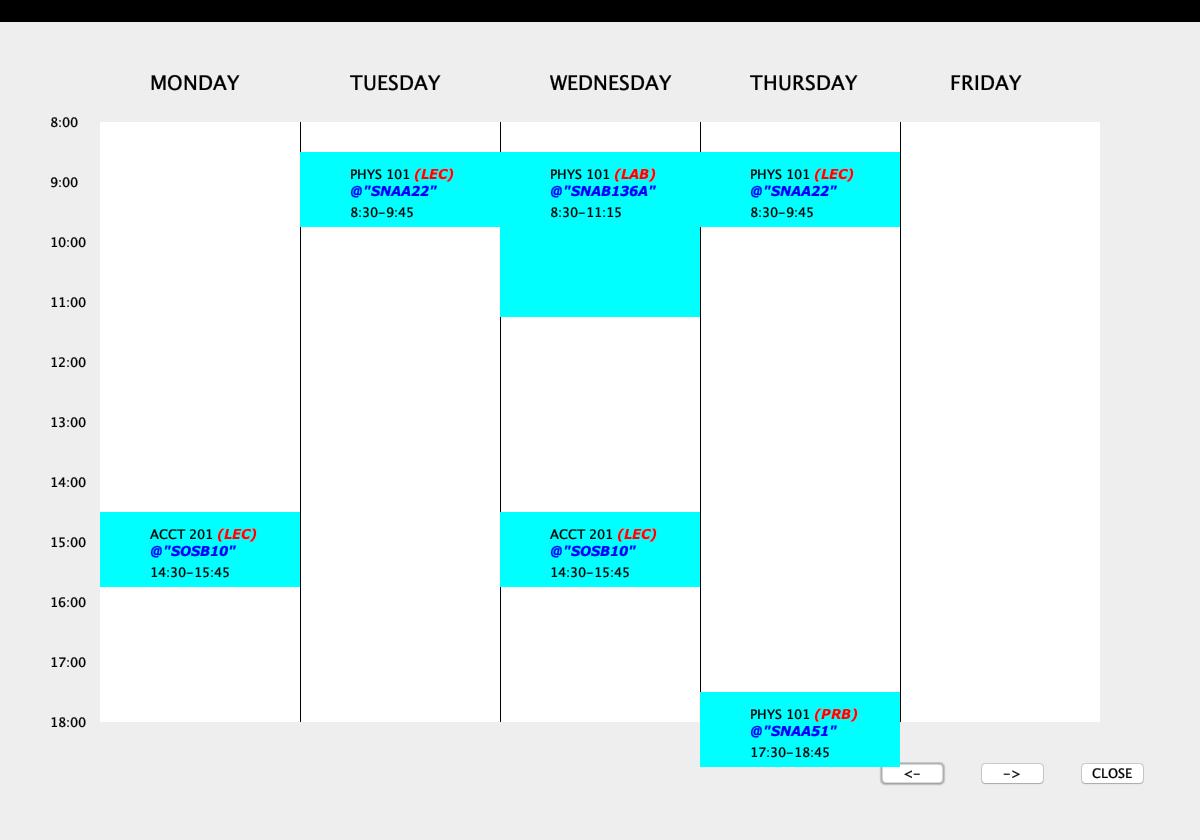 MONDAY TUESDAY WEDNESDAY THURSDAY FRIDAY
8:00
9:00
10:00
11:00
12:00
13:00
14:00
15:00
16:00
17:00
18:00
ACCT 201 (LEC)
@"SOSB10"
14:30-15:45
PHYS 101 (LEC)
@"SNAA22"
8:30-9:45
PHYS 101 (LAB)
@"SNAB136A"
8:30-11:15
ACCT 201 (LEC)
@"SOSB10"
14:30-15:45
PHYS 101 (LEC)
@"SNAA22"
8:30-9:45
PHYS 101 (PRB)
@"SNAA51"
17:30-18:45
<- -> CLOSE